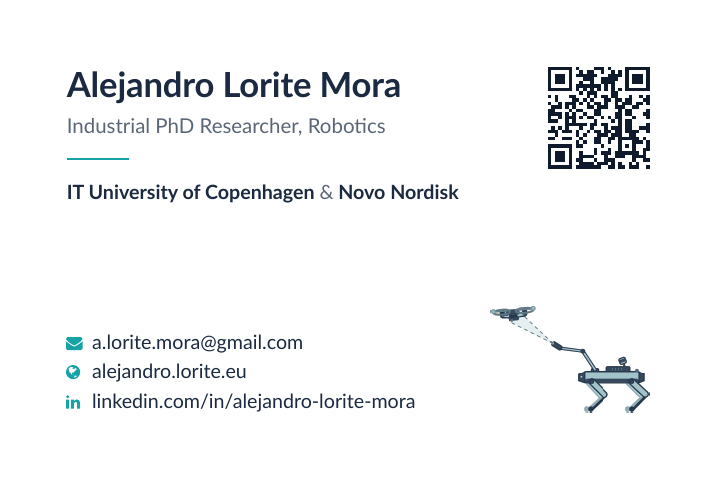 Alejandro Lorite Mora
Industrial PhD Researcher, Robotics
IT University of Copenhagen & Novo Nordisk
a.lorite.mora@gmail.com
alejandro.lorite.eu
linkedin.com/in/alejandro-lorite-mora